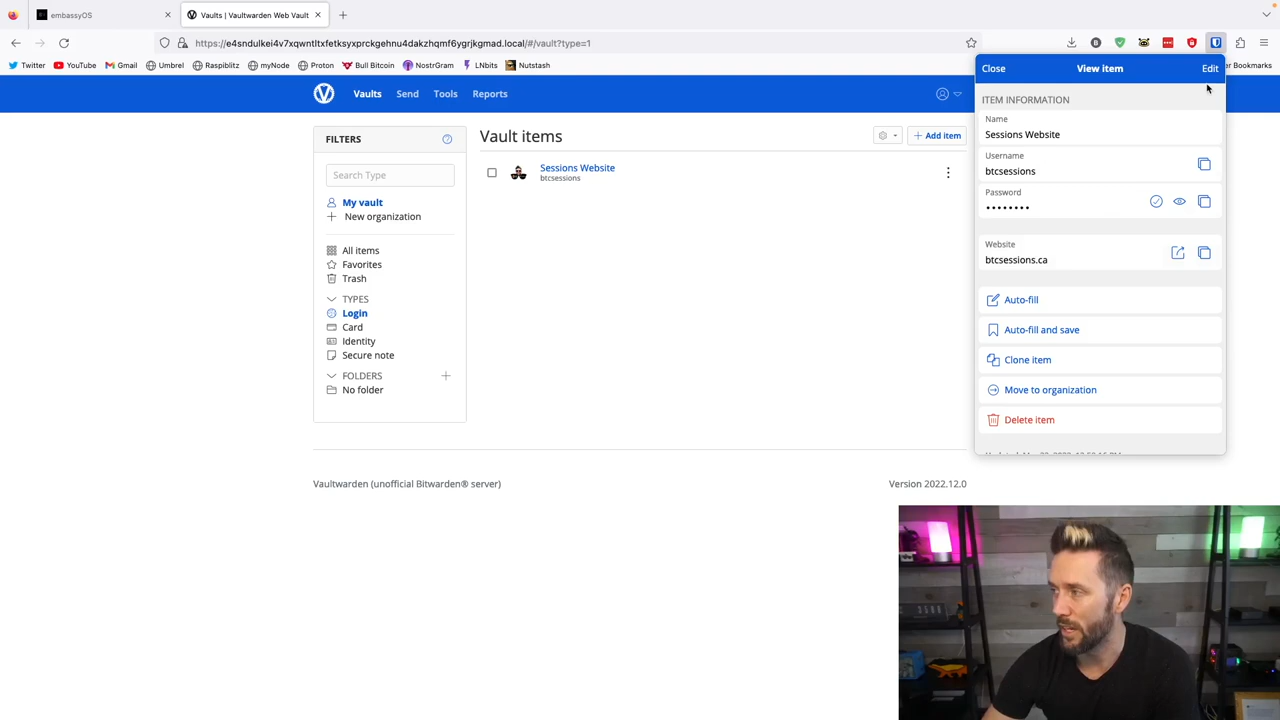 embassyOS
Vaults | Vaultwarden Web Vault
https://e4sndulkei4v7xqwntltxfetksyxprckgehnu4dakzhqmf6ygrjkgmad.local/#/vault?type=1
Twitter
YouTube
Gmail
Umbrel
Raspiblitz
myNode
Proton
Bull Bitcoin
NostrGram
LNbits
Nutstash
er Bookmarks
Vaults
Send
Tools
Reports
FILTERS
Search Type
My vault
New organization
All items
Favorites
Trash
TYPES
Login
Card
Identity
Secure note
FOLDERS
No folder
Vault items
Add item
Sessions Website
btcsessions
Close
View item
Edit
ITEM INFORMATION
Name
Sessions Website
Username
btcsessions
Password
••••••••
Website
btcsessions.ca
Auto-fill
Auto-fill and save
Clone item
Move to organization
Delete item
Vaultwarden (unofficial Bitwarden® server)
Version 2022.12.0